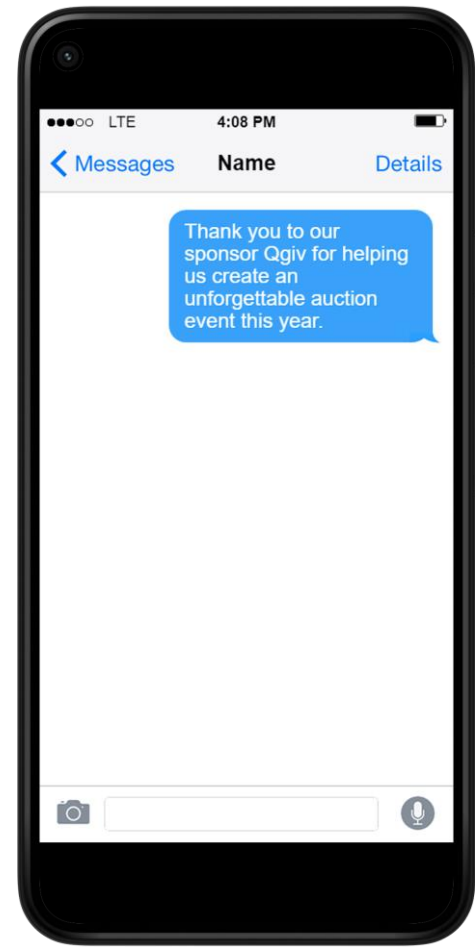 LTE 4:08 PM
Messages Name Details
Thank you to our
sponsor Qgiv for helping
us create an
unforgettable auction
event this year.